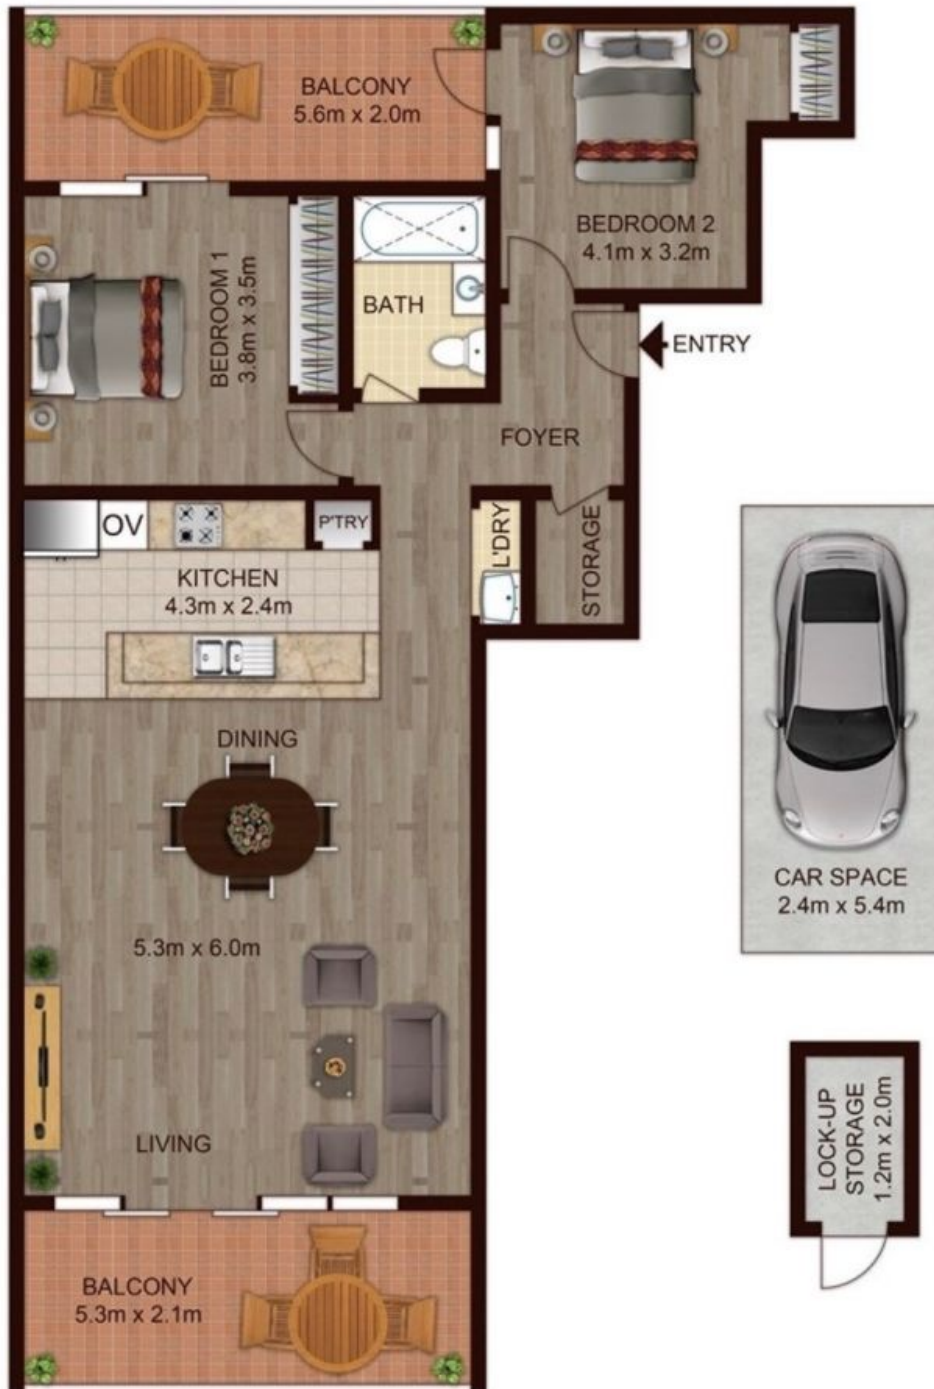 BALCONY
5.6m x 2.0m
BEDROOM 2
4.1m x 3.2m
BEDROOM 1
3.8m x 3.5m
BATH
ENTRY
FOYER
OV
P'TRY
L'DRY
STORAGE
KITCHEN
4.3m x 2.4m
DINING
5.3m x 6.0m
LIVING
CAR SPACE
2.4m x 5.4m
LOCK-UP
STORAGE
1.2m x 2.0m
BALCONY
5.3m x 2.1m